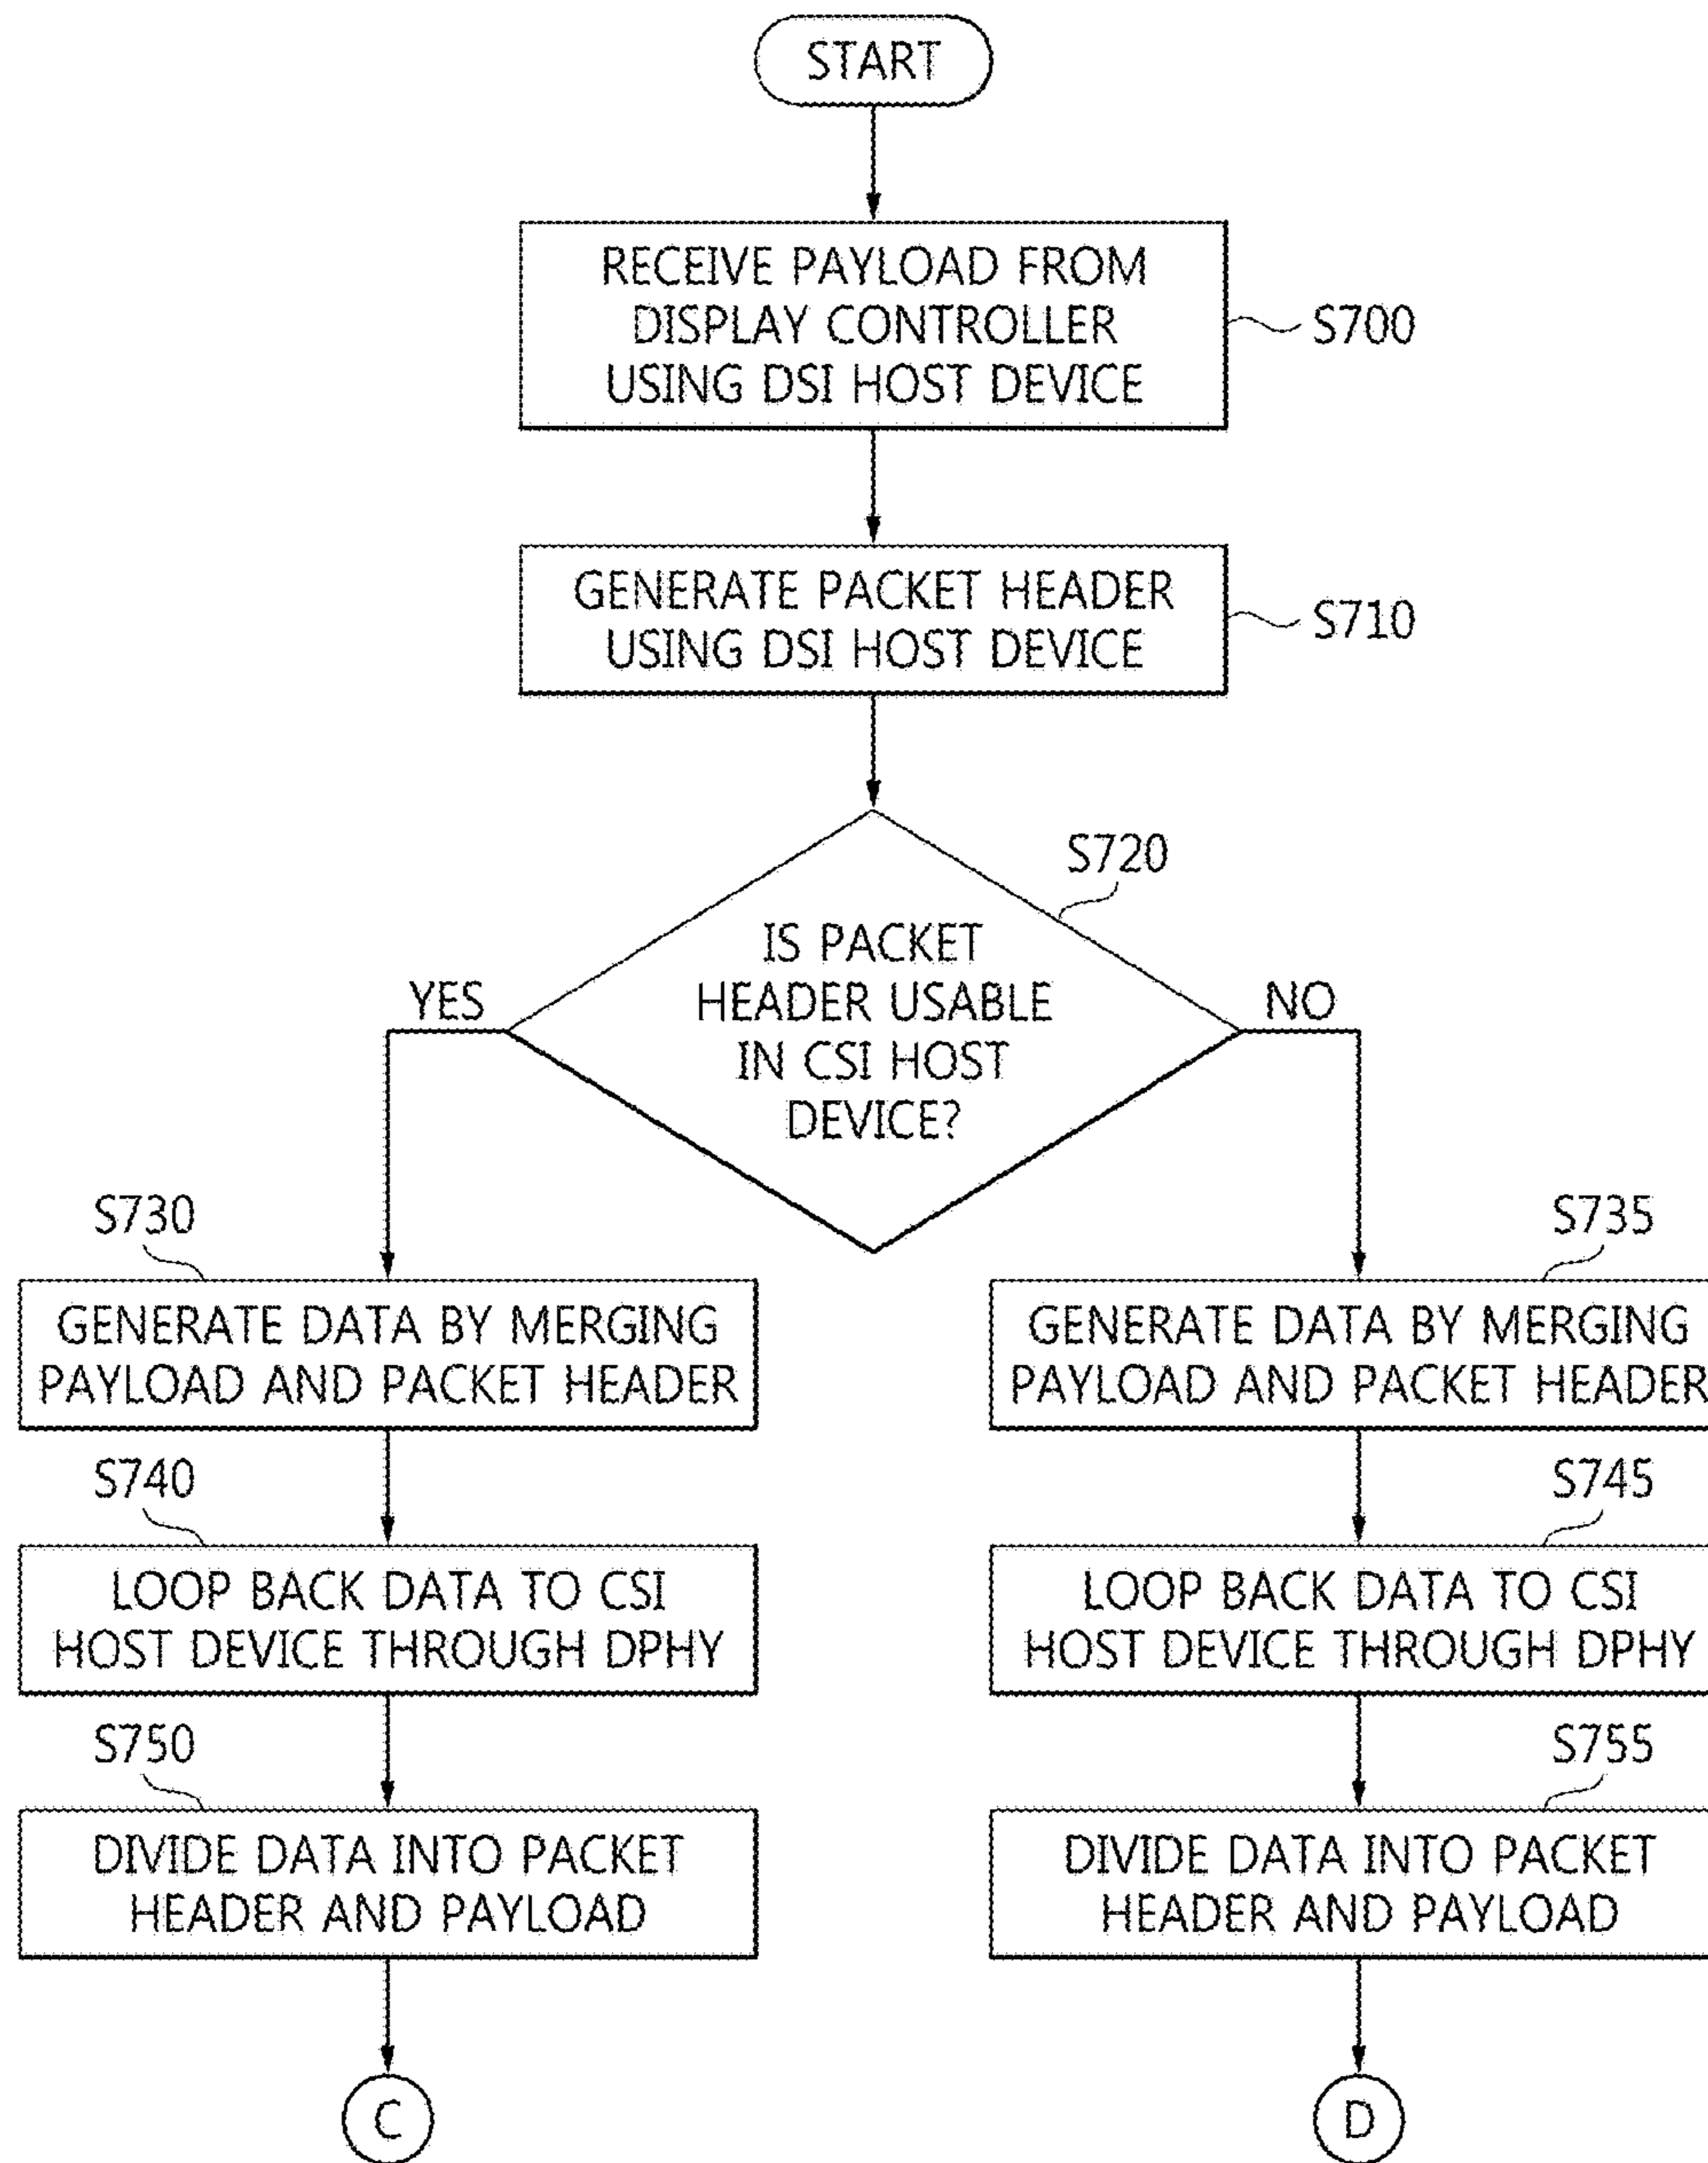 START
RECEIVE PAYLOAD FROM
DISPLAY CONTROLLER
USING DSI HOST DEVICE
S700
GENERATE PACKET HEADER
USING DSI HOST DEVICE
S710
S720
IS PACKET
HEADER USABLE
IN CSI HOST
DEVICE?
YES
NO
S730
GENERATE DATA BY MERGING
PAYLOAD AND PACKET HEADER
S735
GENERATE DATA BY MERGING
PAYLOAD AND PACKET HEADER
S740
LOOP BACK DATA TO CSI
HOST DEVICE THROUGH DPHY
S745
LOOP BACK DATA TO CSI
HOST DEVICE THROUGH DPHY
S750
DIVIDE DATA INTO PACKET
HEADER AND PAYLOAD
S755
DIVIDE DATA INTO PACKET
HEADER AND PAYLOAD
C
D